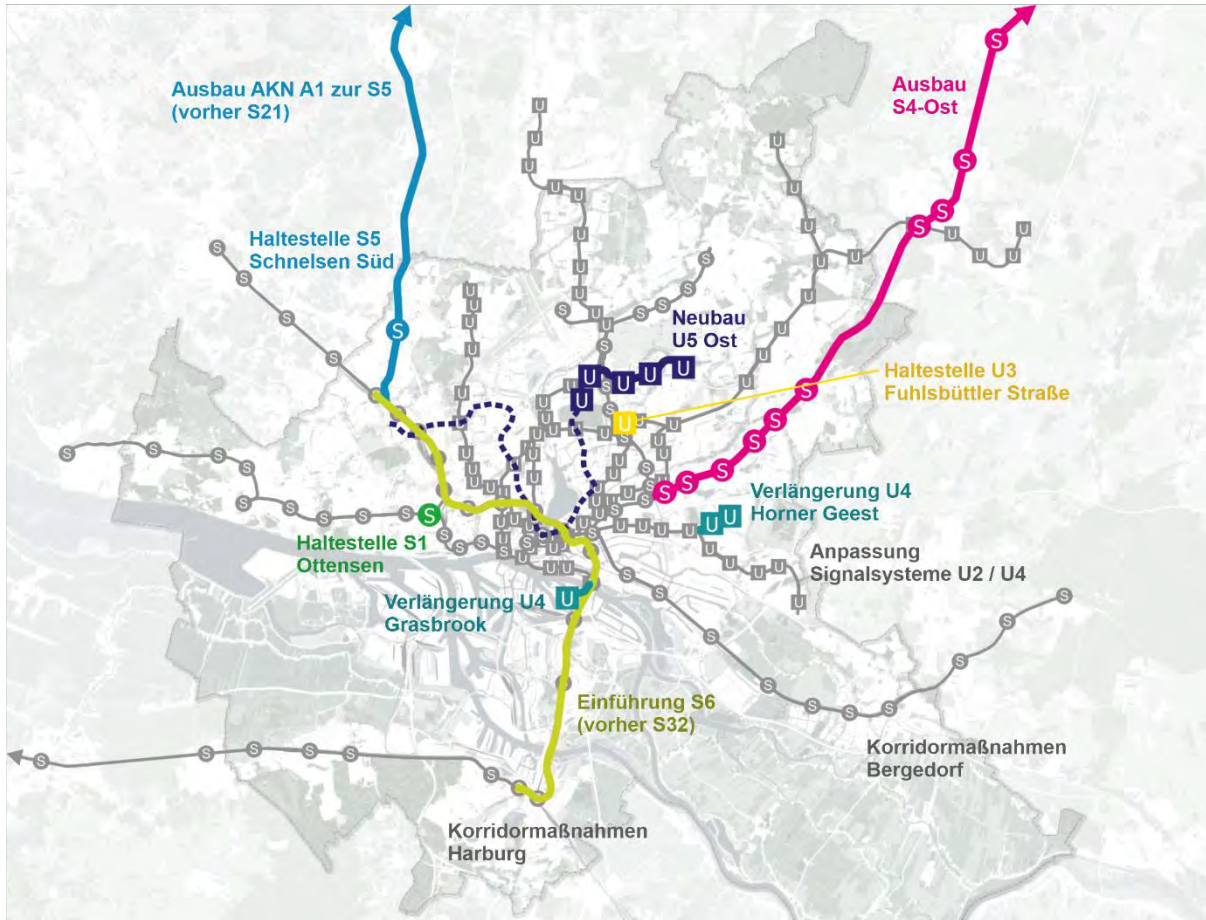 Ausbau AKN A1 zur S5
(vorher S21)
Ausbau
S4-Ost
Haltestelle S5
Schnelsen Süd
Neubau
U5 Ost
Haltestelle U3
Fuhlsbüttler Straße
Verlängerung U4
Horner Geest
Haltestelle S1
Ottensen
Anpassung
Signalsysteme U2 / U4
Verlängerung U4
Grasbrook
Einführung S6
(vorher S32)
Korridormaßnahmen
Bergedorf
Korridormaßnahmen
Harburg